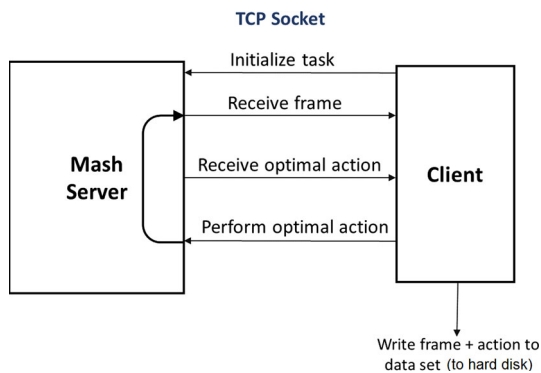 TCP Socket
Initialize task
Receive frame
Mash
Server
Receive optimal action
Client
Perform optimal action
Write frame + action to
data set (to hard disk)